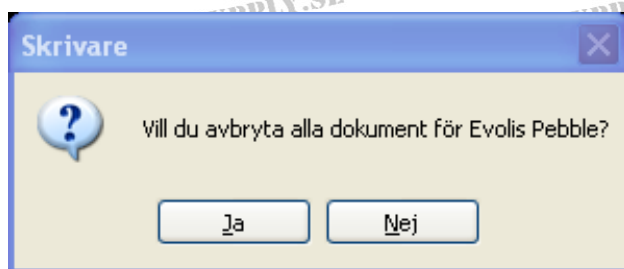 Skrivare
Vill du avbryta alla dokument för Evolis Pebble?
Ja
Nej